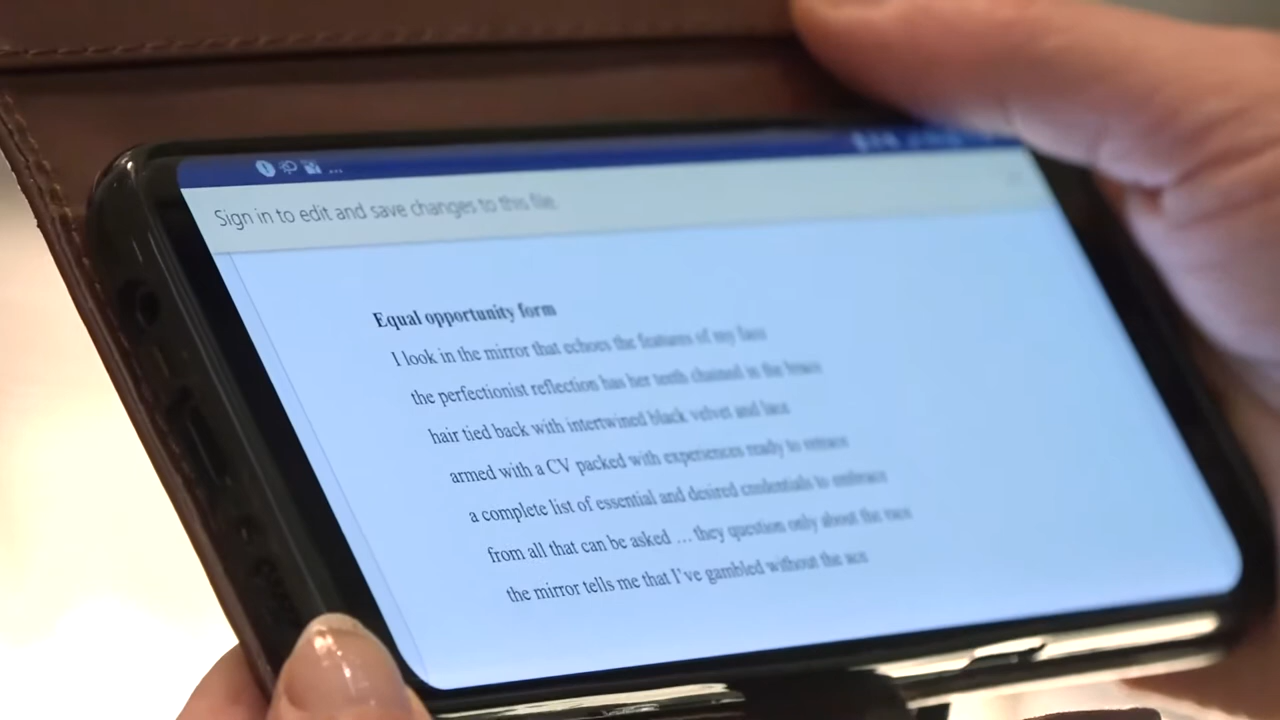 Sign in to edit and save changes to this file
Equal opportunity form
I look in the mirror that echoes the features of my face
the perfectionist reflection has her teeth chained in the brace
hair tied back with intertwined black velvet and lace
armed with a CV packed with experiences ready to
a complete list of essential and desired credentials to embrace
from all that can be asked ... they question only about the race
the mirror tells me that I've gambled without the ace